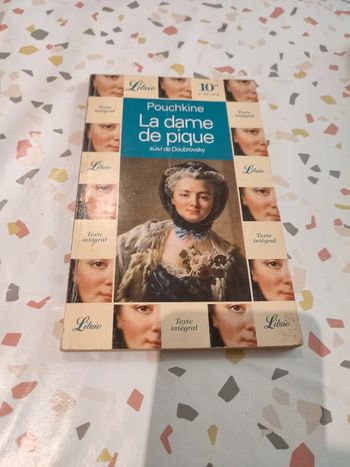 Librio
10F
Pouchkine
La dame
de pique
suivi de Doubrovsky
Texte
intégral
Librio
Librio
Texte
intégral
Texte
intégral
Librio
Librio
Texte
intégral
Librio